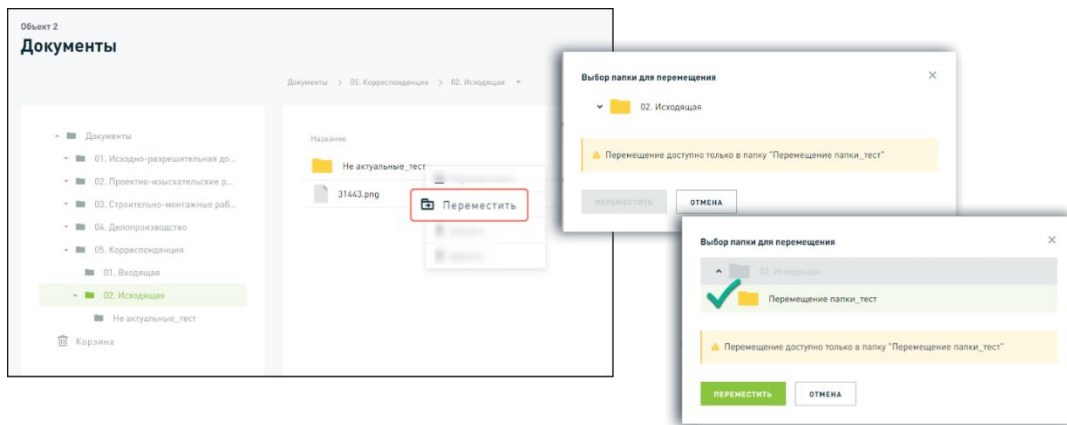 Объект 2
Документы
Документы > 05. Корреспонденция > 02. Исходящая
Документы
01. Исходно-разрешительная до...
02. Проектно-изыскательские р...
03. Строительно-монтажные раб...
04. Делопроизводство
05. Корреспонденция
01. Входящая
02. Исходящая
Не актуальные_тест
Корзина
Название
Не актуальные_тест
31443.png
Переместить
Выбор папки для перемещения
02. Исходящая
Перемещение доступно только в папку "Перемещение папки_тест"
ПЕРЕМЕСТИТЬ ОТМЕНА
Выбор папки для перемещения
02. Исходящая
Перемещение папки_тест
Перемещение доступно только в папку "Перемещение папки_тест"
ПЕРЕМЕСТИТЬ ОТМЕНА